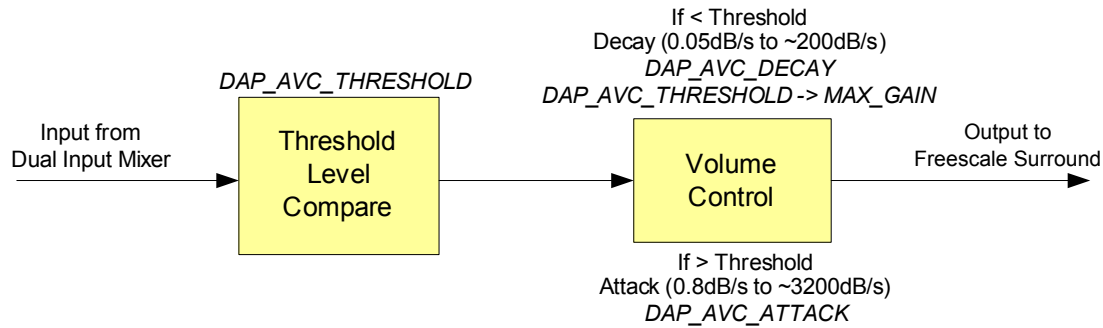 If < Threshold
Decay (0.05dB/s to ~200dB/s)
DAP_AVC_DECAY
DAP_AVC_THRESHOLD -> MAX_GAIN
DAP_AVC_THRESHOLD
Input from
Dual Input Mixer
Threshold
Level
Compare
Volume
Control
Output to
Freescale Surround
If > Threshold
Attack (0.8dB/s to ~3200dB/s)
DAP_AVC_ATTACK